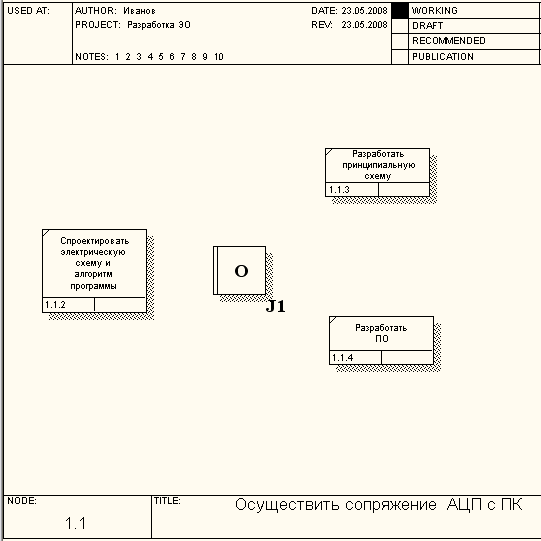 USED AT:
AUTHOR: Иванов
DATE: 23.05.2008
WORKING
PROJECT: Разработка ЭО
REV: 23.05.2008
DRAFT
RECOMMENDED
NOTES: 1 2 3 4 5 6 7 8 9 10
PUBLICATION
Разработать
принципиальную
схему
1.1.3
Спроектировать
электрическую
схему и
алгоритм
программы
1.1.2
O
J1
Разработать
ПО
1.1.4
NODE:
1.1
TITLE:
Осуществить сопряжение АЦП с ПК